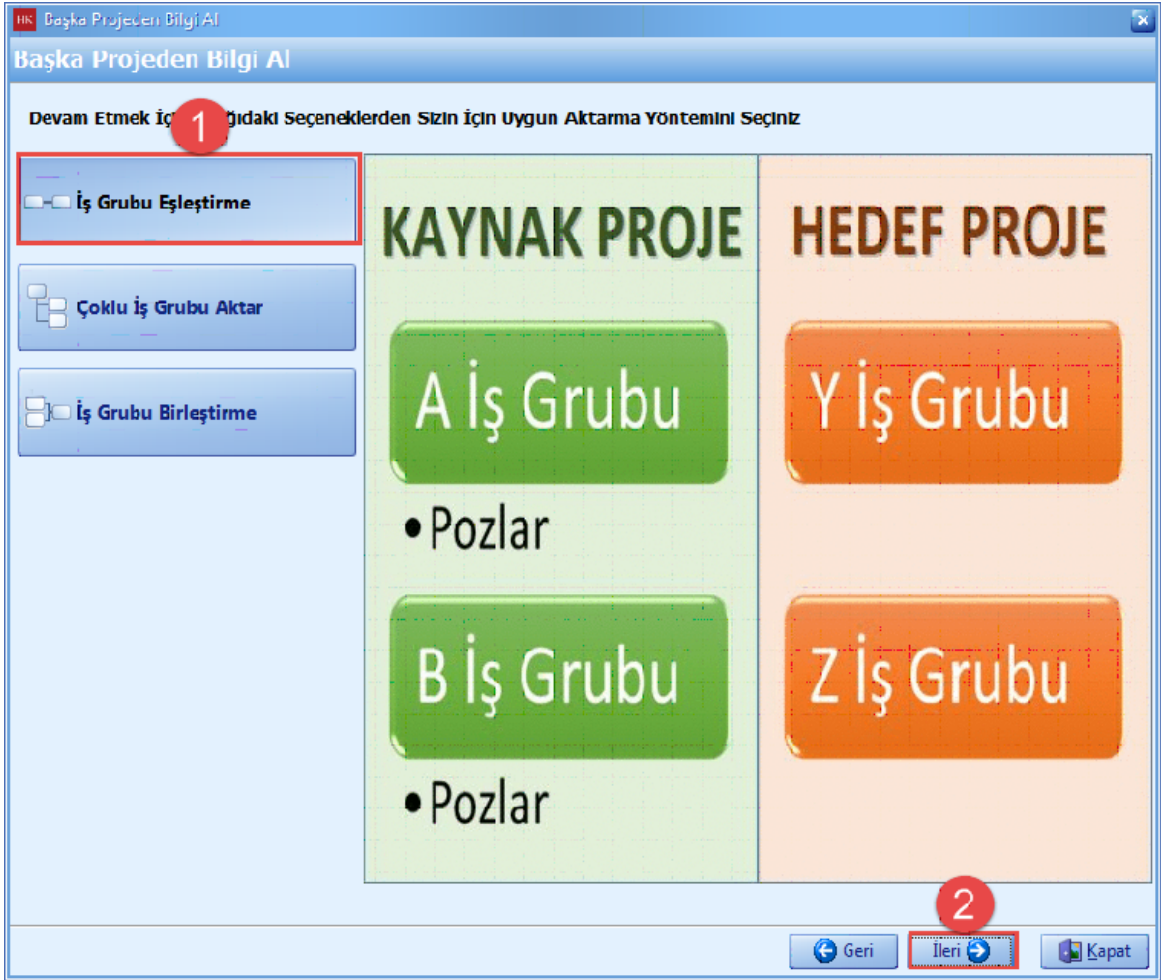 HK Başka Projeden Bilgi Al
Başka Projeden Bilgi Al
Devam Etmek İç ğıdaki Seçeneklerden Sizin İçin Uygun Aktarma Yöntemini Seçiniz
1
İş Grubu Eşleştirme
Çoklu İş Grubu Aktar
İş Grubu Birleştirme
KAYNAK PROJE
A İş Grubu
• Pozlar
B İş Grubu
• Pozlar
HEDEF PROJE
Y İş Grubu
Z İş Grubu
2
Geri
İleri
Kapat